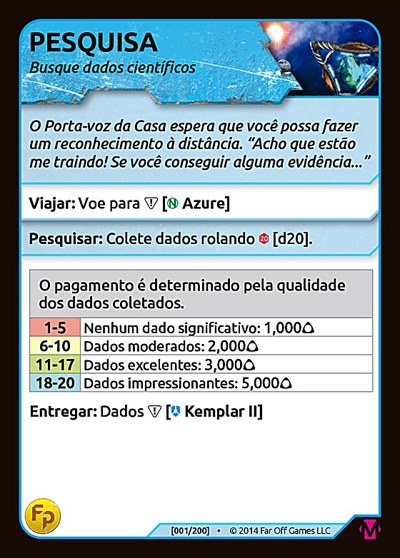 PESQUISA
Busque dados científicos
O Porta-voz da Casa espera que você possa fazer
um reconhecimento à distância. “Acho que estão
me traindo! Se você conseguir alguma evidência...”
Viajar: Voe para [N Azure]
Pesquisar: Colete dados rolando 20 [d20].
O pagamento é determinado pela qualidade
dos dados coletados.
1-5 Nenhum dado significativo: 1,000
6-10 Dados moderados: 2,000
11-17 Dados excelentes: 3,000
18-20 Dados impressionantes: 5,000
Entregar: Dados [Kemplar II]
FP [001/200] • © 2014 Far Off Games LLC